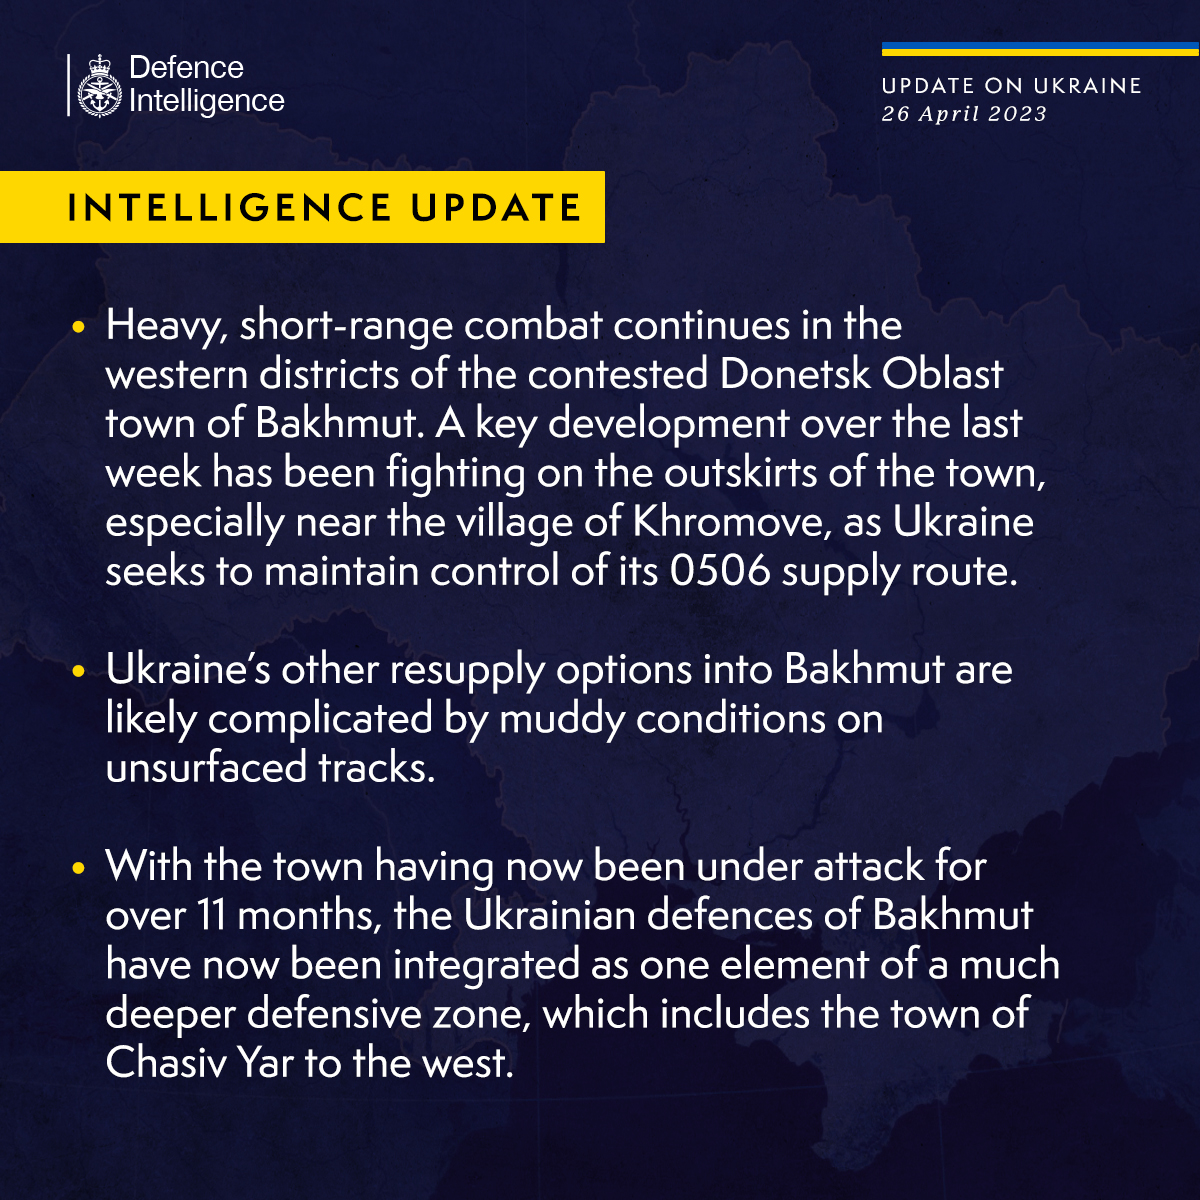 Defence
Intelligence
UPDATE ON UKRAINE
26 April 2023
INTELLIGENCE UPDATE
• Heavy, short-range combat continues in the
western districts of the contested Donetsk Oblast
town of Bakhmut. A key development over the last
week has been fighting on the outskirts of the town,
especially near the village of Khromove, as Ukraine
seeks to maintain control of its 0506 supply route.
• Ukraine’s other resupply options into Bakhmut are
likely complicated by muddy conditions on
unsurfaced tracks.
• With the town having now been under attack for
over 11 months, the Ukrainian defences of Bakhmut
have now been integrated as one element of a much
deeper defensive zone, which includes the town of
Chasiv Yar to the west.